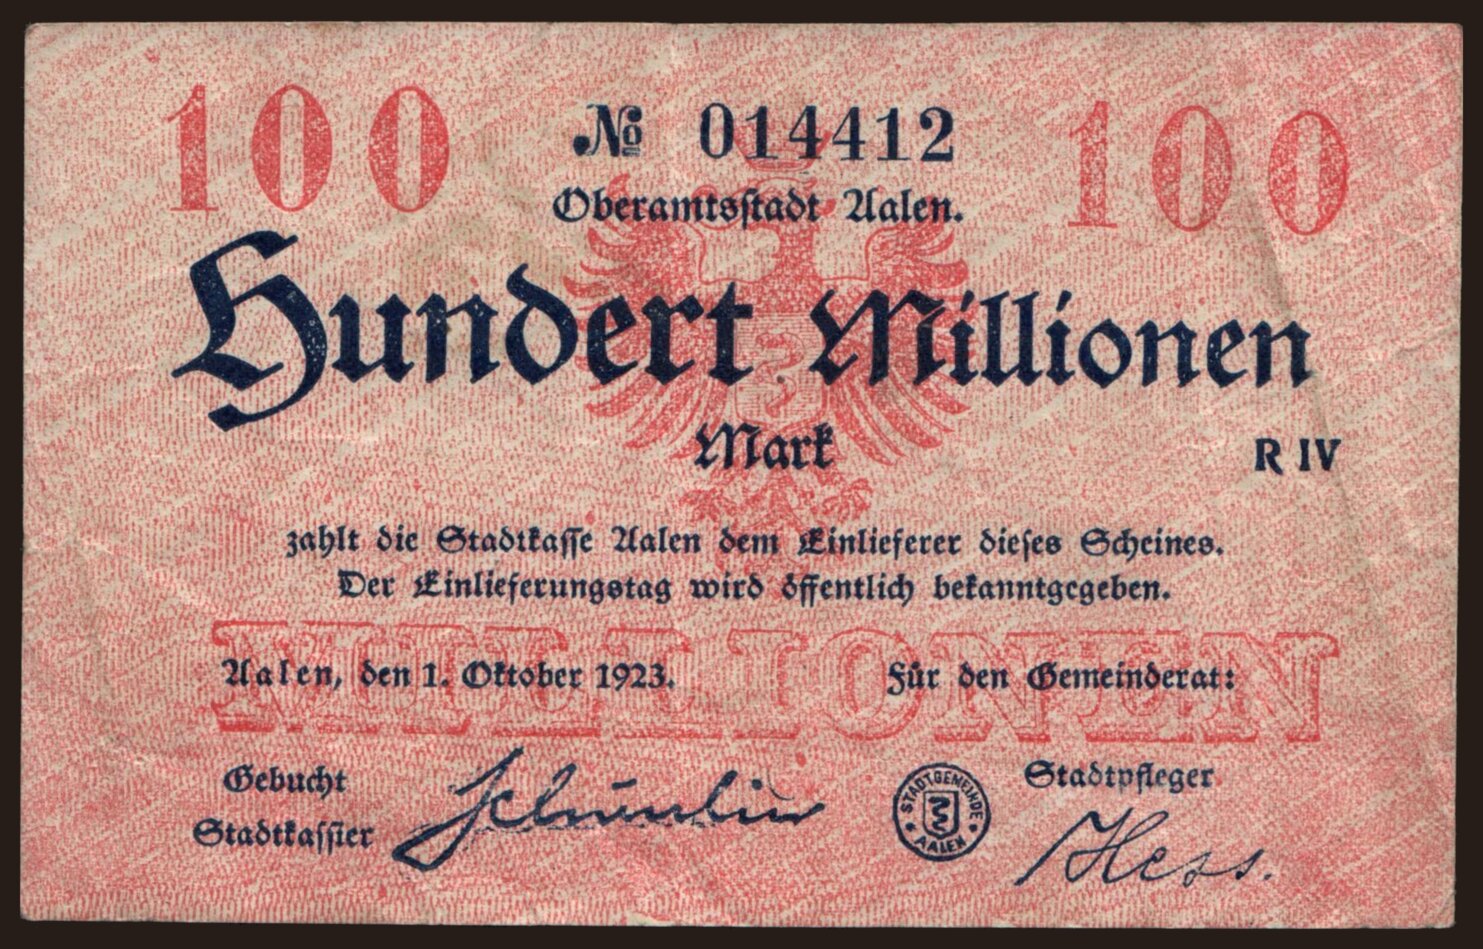 100 № 014412 100
Oberamtsstadt Aalen.
Hundert Millionen
Mark
R IV
zahlt die Stadtkasse Aalen dem Einlieferer dieses Scheines.
Der Einlieferungstag wird öffentlich bekanntgegeben.
MILLIONEN
Aalen, den 1. Oktober 1923. Für den Gemeinderat:
Gebucht
Stadtkassier
STADTGEMEINDE
AALEN
Stadtpfleger
Hess.